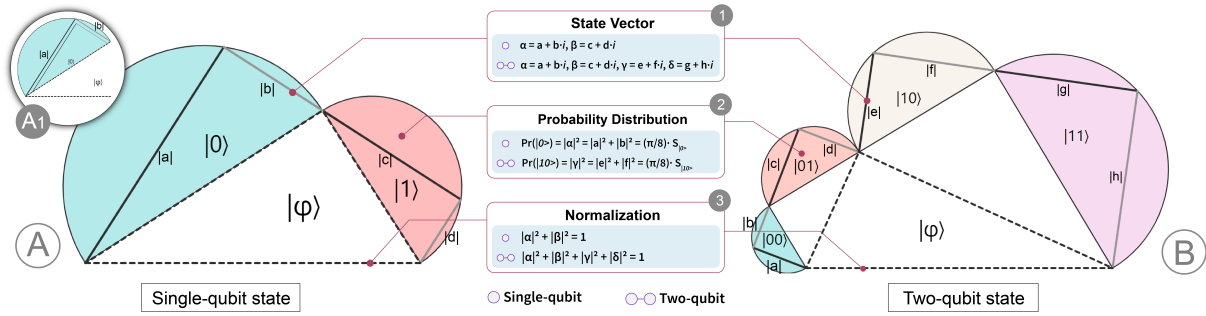 |b|
|a|
|0⟩
|φ⟩
A1
|b|
|a|
|0⟩
|c|
|1⟩
|φ⟩
|d|
A
Single-qubit state
1
State Vector
α = a + b·i, β = c + d·i
α = a + b·i, β = c + d·i, γ = e + f·i, δ = g + h·i
2
Probability Distribution
Pr(|0>) = |α|² = |a|² + |b|² = (π/8)· S|0>
Pr(|10>) = |γ|² = |e|² + |f|² = (π/8)· S|10>
3
Normalization
|α|² + |β|² = 1
|α|² + |β|² + |γ|² + |δ|² = 1
Single-qubit
Two-qubit
|f|
|e|
|10⟩
|g|
|11⟩
|h|
|d|
|c|
|01⟩
|b|
|00⟩
|a|
|φ⟩
B
Two-qubit state